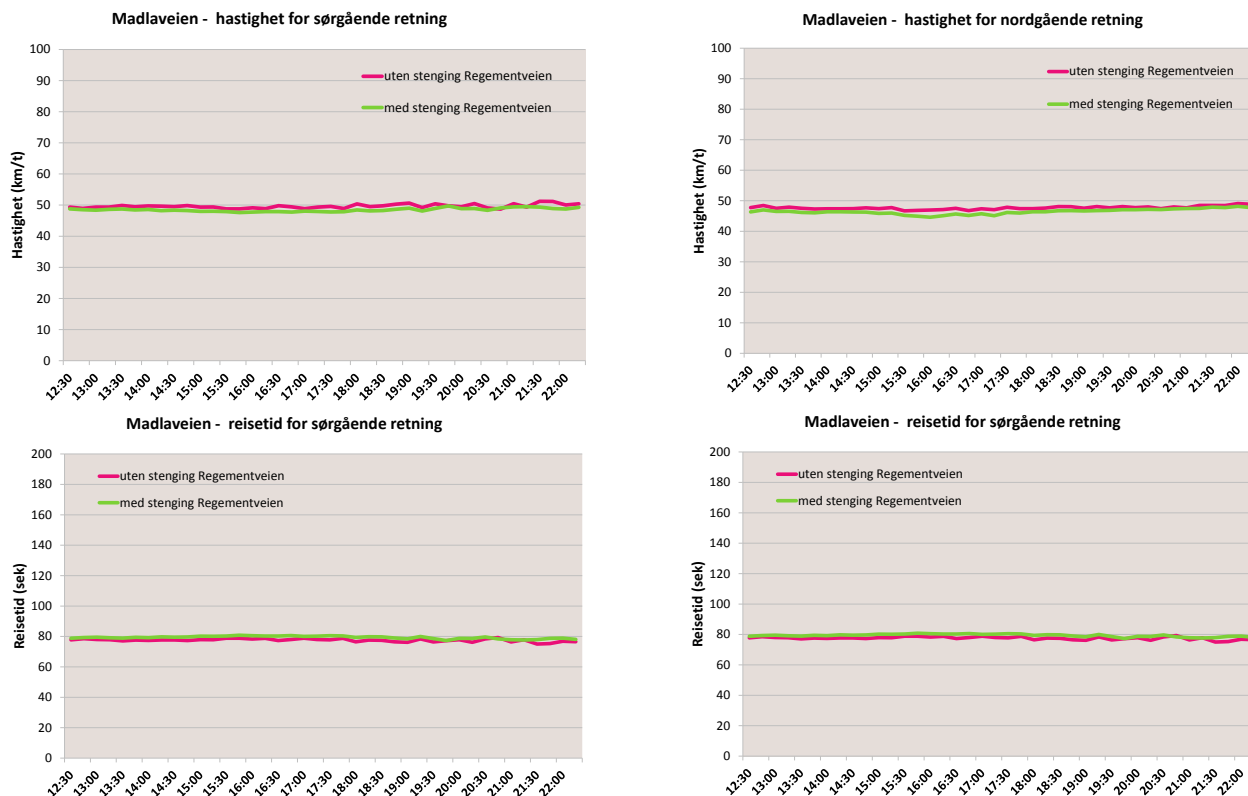 Madlaveien - hastighet for sørgående retning
100
90
80
70
60
50
40
30
20
10
0
Hastighet (km/t)
uten stenging Regementveien
med stenging Regementveien
12:30 13:00 13:30 14:00 14:30 15:00 15:30 16:00 16:30 17:00 17:30 18:00 18:30 19:00 19:30 20:00 20:30 21:00 21:30 22:00
Madlaveien - hastighet for nordgående retning
100
90
80
70
60
50
40
30
20
10
0
Hastighet (km/t)
uten stenging Regementveien
med stenging Regementveien
12:30 13:00 13:30 14:00 14:30 15:00 15:30 16:00 16:30 17:00 17:30 18:00 18:30 19:00 19:30 20:00 20:30 21:00 21:30 22:00
Madlaveien - reisetid for sørgående retning
200
180
160
140
120
100
80
60
40
20
0
Reisetid (sek)
uten stenging Regementveien
med stenging Regementveien
12:30 13:00 13:30 14:00 14:30 15:00 15:30 16:00 16:30 17:00 17:30 18:00 18:30 19:00 19:30 20:00 20:30 21:00 21:30 22:00
Madlaveien - reisetid for sørgående retning
200
180
160
140
120
100
80
60
40
20
0
Reisetid (sek)
uten stenging Regementveien
med stenging Regementveien
12:30 13:00 13:30 14:00 14:30 15:00 15:30 16:00 16:30 17:00 17:30 18:00 18:30 19:00 19:30 20:00 20:30 21:00 21:30 22:00